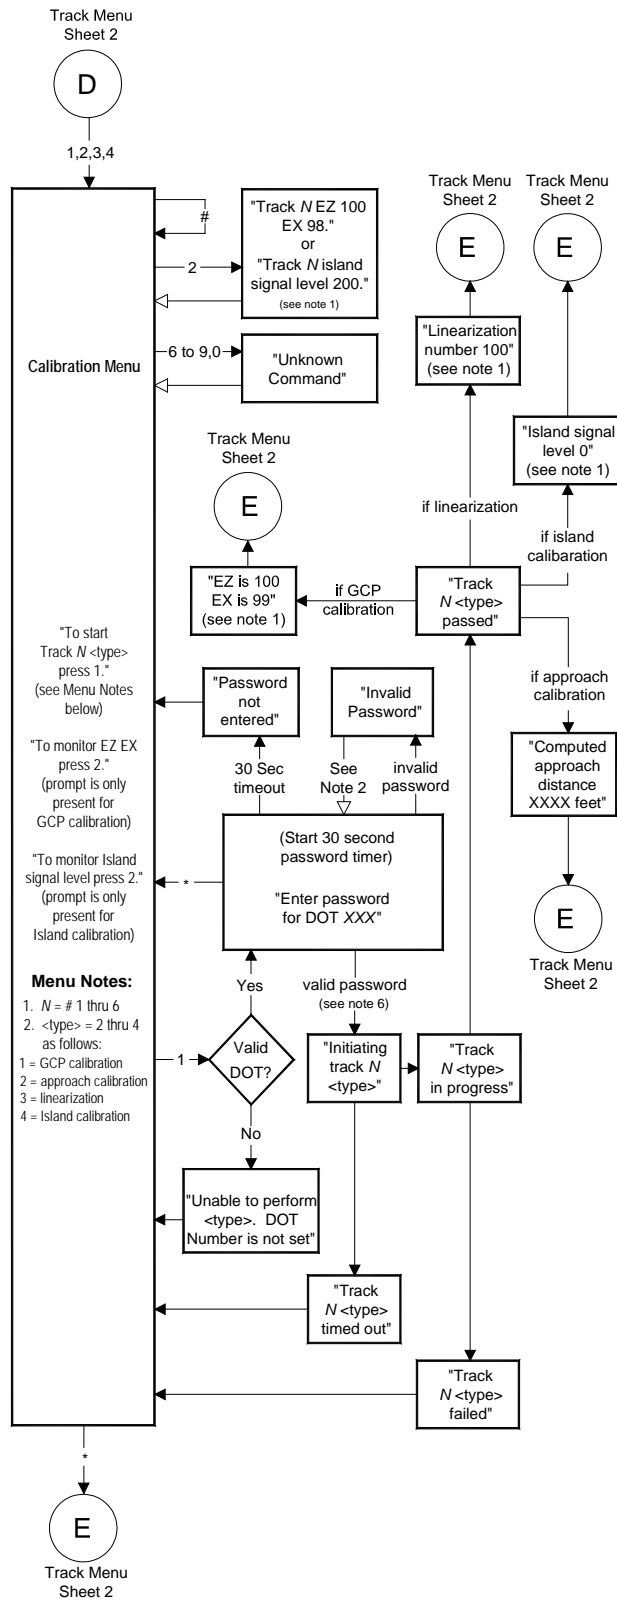 Track Menu
Sheet 2
D
1,2,3,4
#
"Track N EZ 100
EX 98."
or
"Track N island
signal level 200."
(see note 1)
2
Calibration Menu
6 to 9,0
"Unknown
Command"
Track Menu
Sheet 2
E
Track Menu
Sheet 2
E
"Linearization
number 100"
(see note 1)
"Island signal
level 0"
(see note 1)
Track Menu
Sheet 2
E
if linearization
if island
calibaration
"EZ is 100
EX is 99"
(see note 1)
if GCP
calibration
"Track
N <type>
passed"
if approach
calibration
"Computed
approach
distance
XXXX feet"
E
Track Menu
Sheet 2
"To start
Track N <type>
press 1."
(see Menu Notes
below)
"Password
not
entered"
"Invalid
Password"
30 Sec
timeout
See
Note 2
invalid
password
"To monitor EZ EX
press 2."
(prompt is only
present for
GCP calibration)
(Start 30 second
password timer)
"Enter password
for DOT XXX"
*
"To monitor Island
signal level press 2."
(prompt is only
present for
Island calibration)
Menu Notes:
1. N = # 1 thru 6
2. <type> = 2 thru 4
as follows:
1 = GCP calibration
2 = approach calibration
3 = linearization
4 = Island calibration
Yes
valid password
(see note 6)
1
Valid
DOT?
"Initiating
track N
<type>"
"Track
N <type>
in progress"
No
"Unable to perform
<type>. DOT
Number is not set"
"Track
N <type>
timed out"
"Track
N <type>
failed"
*
E
Track Menu
Sheet 2